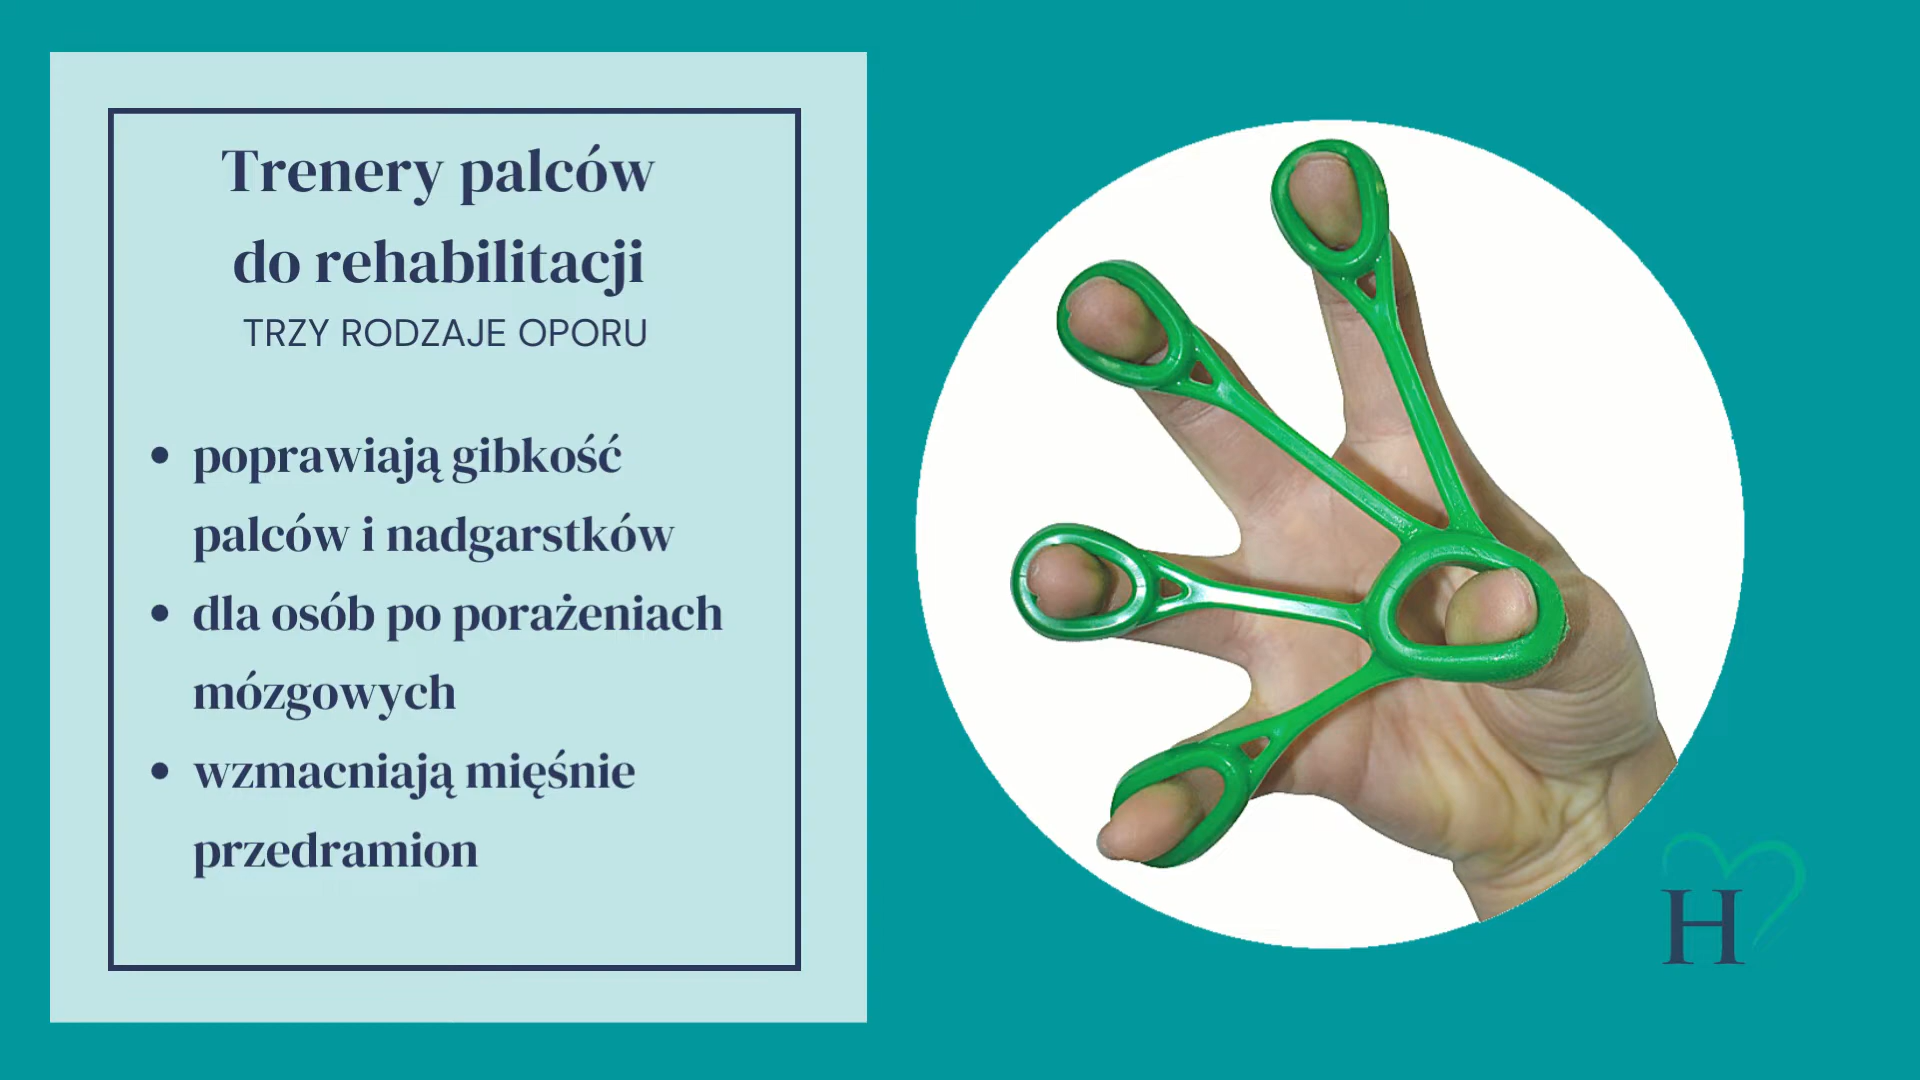 Trenery palców
do rehabilitacji
TRZY RODZAJE OPORU
• poprawiają gibkość
palców i nadgarstków
• dla osób po porażeniach
mózgowych
• wzmacniają mięśnie
przedramion
H